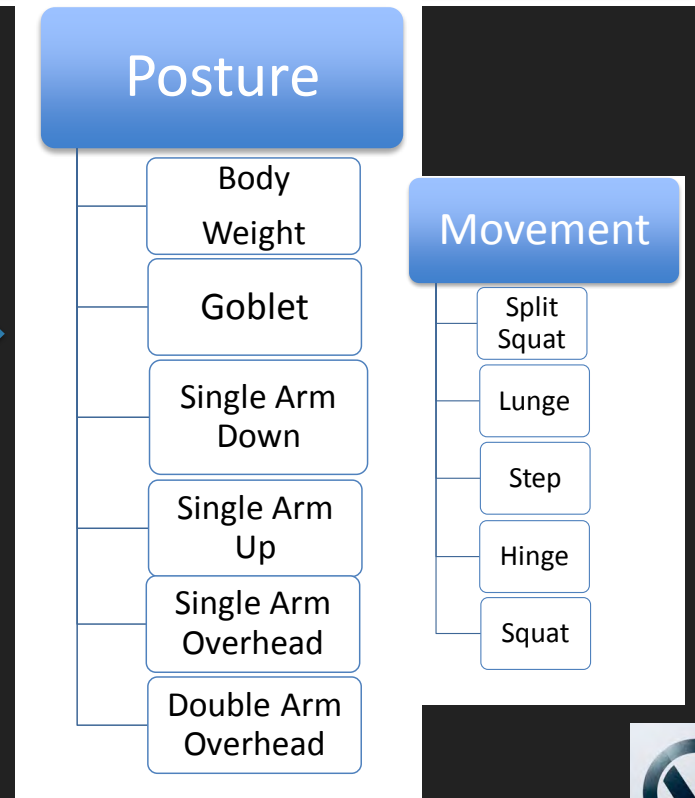 Posture
Body
Weight
Goblet
Single Arm
Down
Single Arm
Up
Single Arm
Overhead
Double Arm
Overhead
Movement
Split
Squat
Lunge
Step
Hinge
Squat